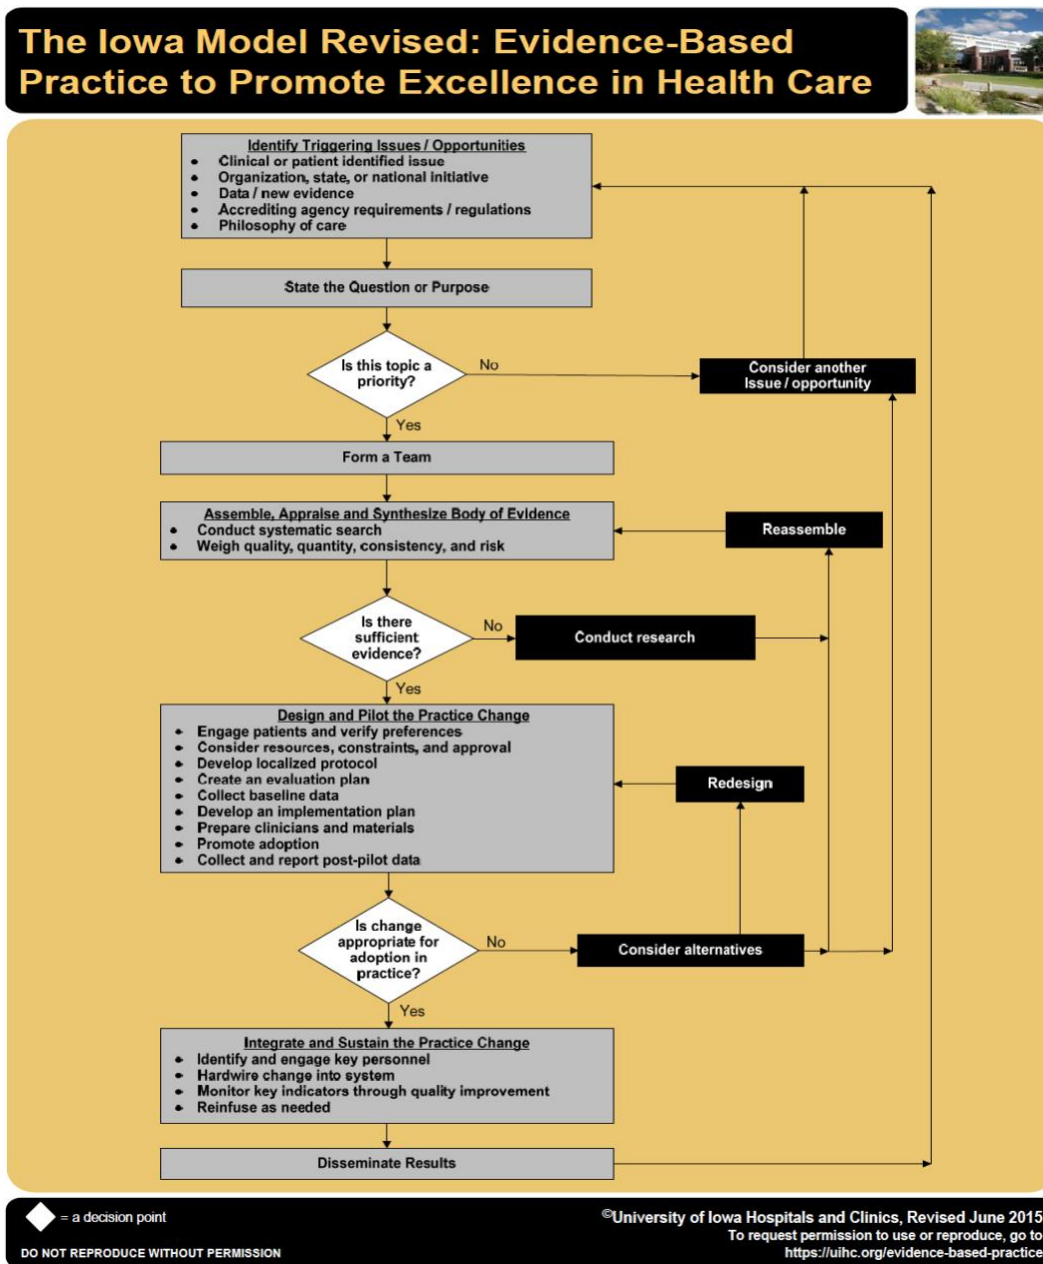 The Iowa Model Revised: Evidence-Based
Practice to Promote Excellence in Health Care
Identify Triggering Issues / Opportunities
• Clinical or patient identified issue
• Organization, state, or national initiative
• Data / new evidence
• Accrediting agency requirements / regulations
• Philosophy of care
State the Question or Purpose
Is this topic a
priority?
No
Consider another
Issue / opportunity
Yes
Form a Team
Assemble, Appraise and Synthesize Body of Evidence
• Conduct systematic search
• Weigh quality, quantity, consistency, and risk
Reassemble
Is there
sufficient
evidence?
No
Conduct research
Yes
Design and Pilot the Practice Change
• Engage patients and verify preferences
• Consider resources, constraints, and approval
• Develop localized protocol
• Create an evaluation plan
• Collect baseline data
• Develop an implementation plan
• Prepare clinicians and materials
• Promote adoption
• Collect and report post-pilot data
Redesign
Is change
appropriate for
adoption in
practice?
No
Consider alternatives
Yes
Integrate and Sustain the Practice Change
• Identify and engage key personnel
• Hardwire change into system
• Monitor key indicators through quality improvement
• Reinfuse as needed
Disseminate Results
= a decision point
DO NOT REPRODUCE WITHOUT PERMISSION
©University of Iowa Hospitals and Clinics, Revised June 2015
To request permission to use or reproduce, go to
https://uihc.org/evidence-based-practice